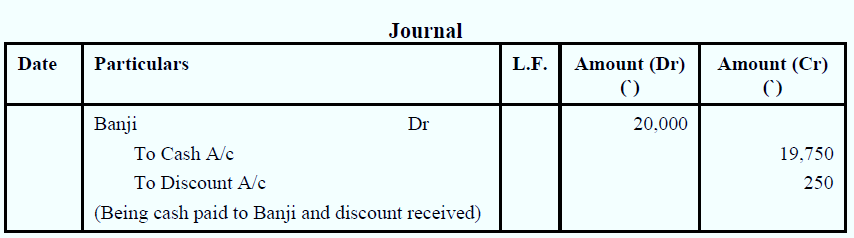 Journal
Date Particulars L.F. Amount (Dr) Amount (Cr)
(`) (`)
Banji Dr 20,000
To Cash A/c 19,750
To Discount A/c 250
(Being cash paid to Banji and discount received)